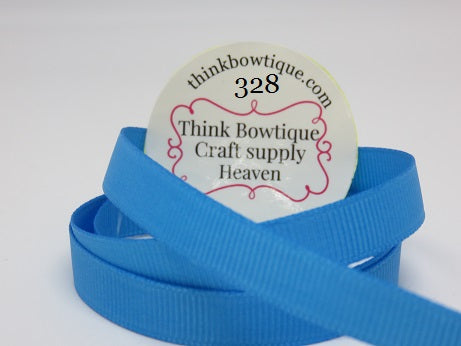 thinkbowtique.com
328
Think Bowtique
Craft supply
Heaven